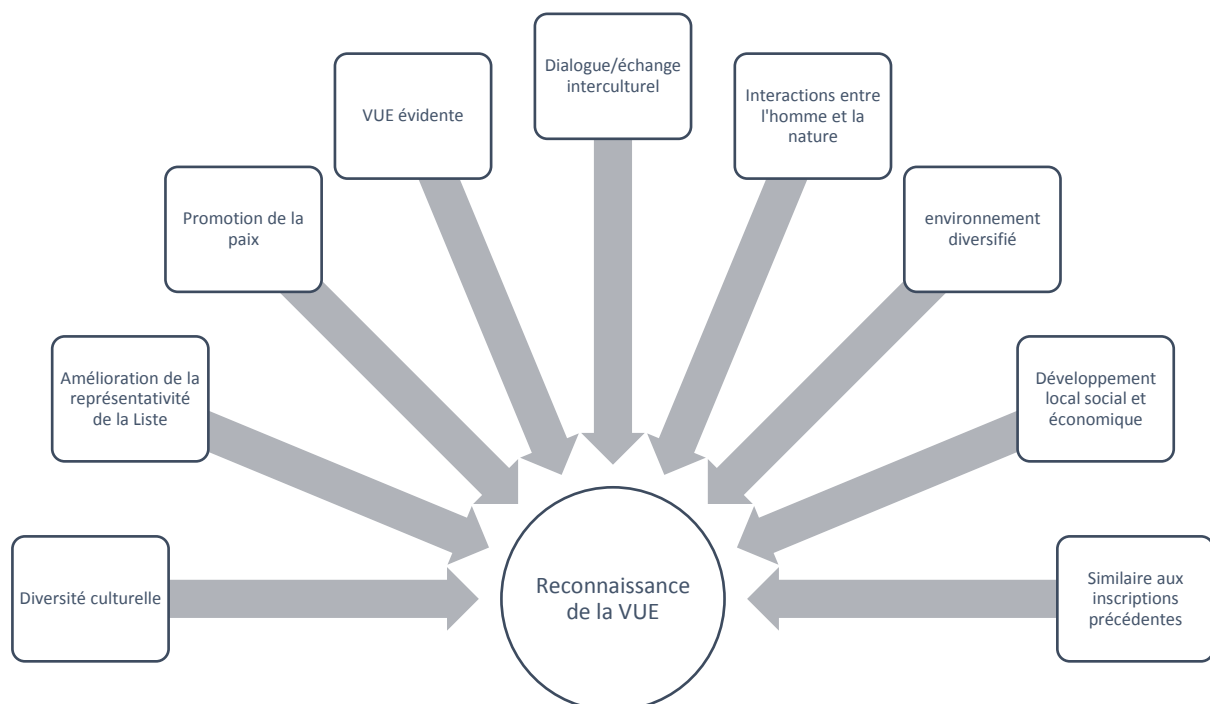 Dialogue/échange
interculturel
VUE évidente
Interactions entre
l'homme et la
nature
Promotion de la
paix
environnement
diversifié
Amélioration de la
représentativité
de la Liste
Développement
local social et
économique
Diversité culturelle
Reconnaissance
de la VUE
Similaire aux
inscriptions
précédentes